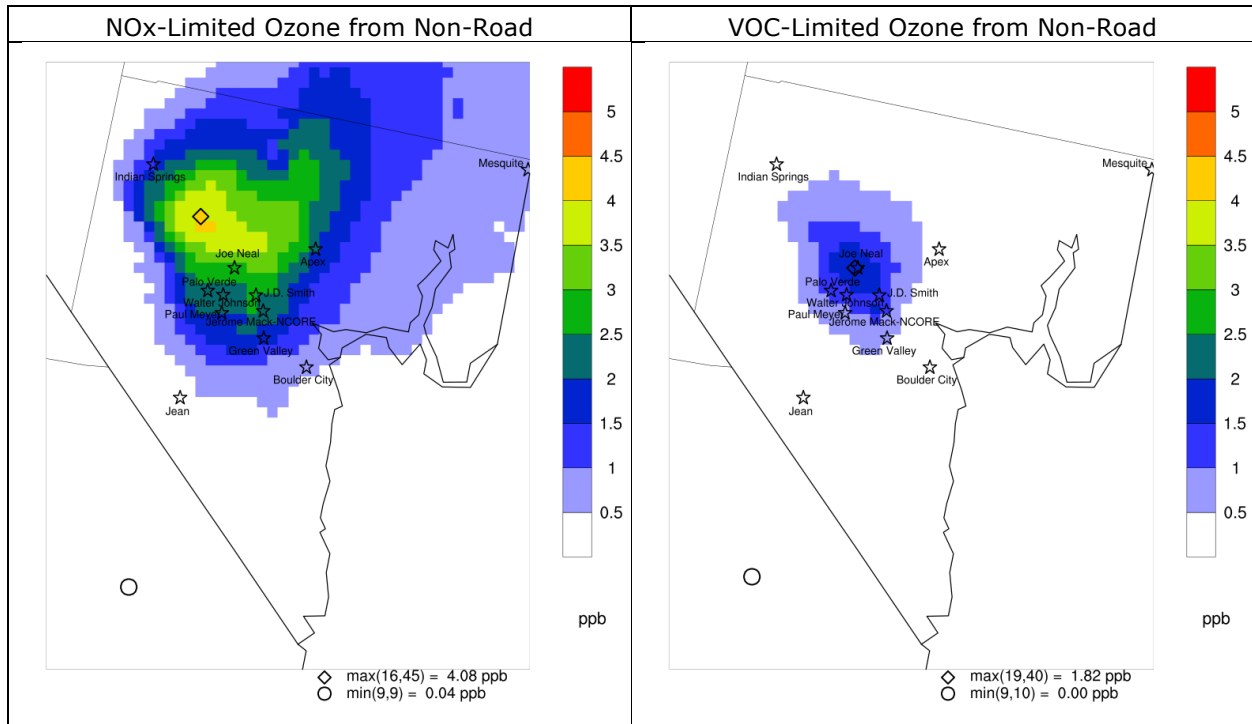 NOx-Limited Ozone from Non-Road
Indian Springs
Mesquite
Joe Neal
Apex
Palo Verde
J.D. Smith
Walter Johnson
Paul Meyer
Jerome Mack-NCORE
Green Valley
Boulder City
Jean
5
4.5
4
3.5
3
2.5
2
1.5
1
0.5
ppb
max(16,45) = 4.08 ppb
min(9,9) = 0.04 ppb
VOC-Limited Ozone from Non-Road
Indian Springs
Mesquite
Joe Neal
Apex
Palo Verde
J.D. Smith
Walter Johnson
Paul Meyer
Jerome Mack-NCORE
Green Valley
Boulder City
Jean
5
4.5
4
3.5
3
2.5
2
1.5
1
0.5
ppb
max(19,40) = 1.82 ppb
min(9,10) = 0.00 ppb